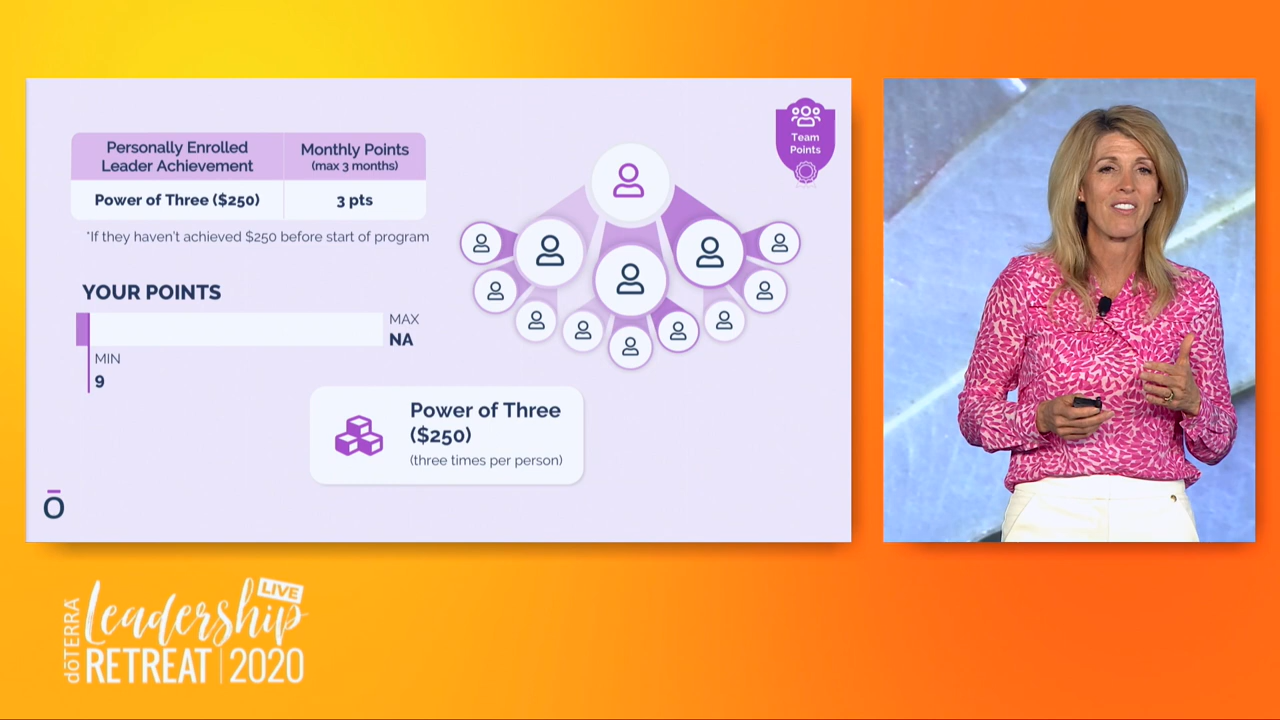 Personally Enrolled
Leader Achievement
Monthly Points
(max 3 months)
Power of Three ($250)
3 pts
*If they haven't achieved $250 before start of program
YOUR POINTS
MAX
NA
MIN
9
Team
Points
Power of Three
($250)
(three times per person)
ō
dōTERRA
Leadership
LIVE
RETREAT | 2020